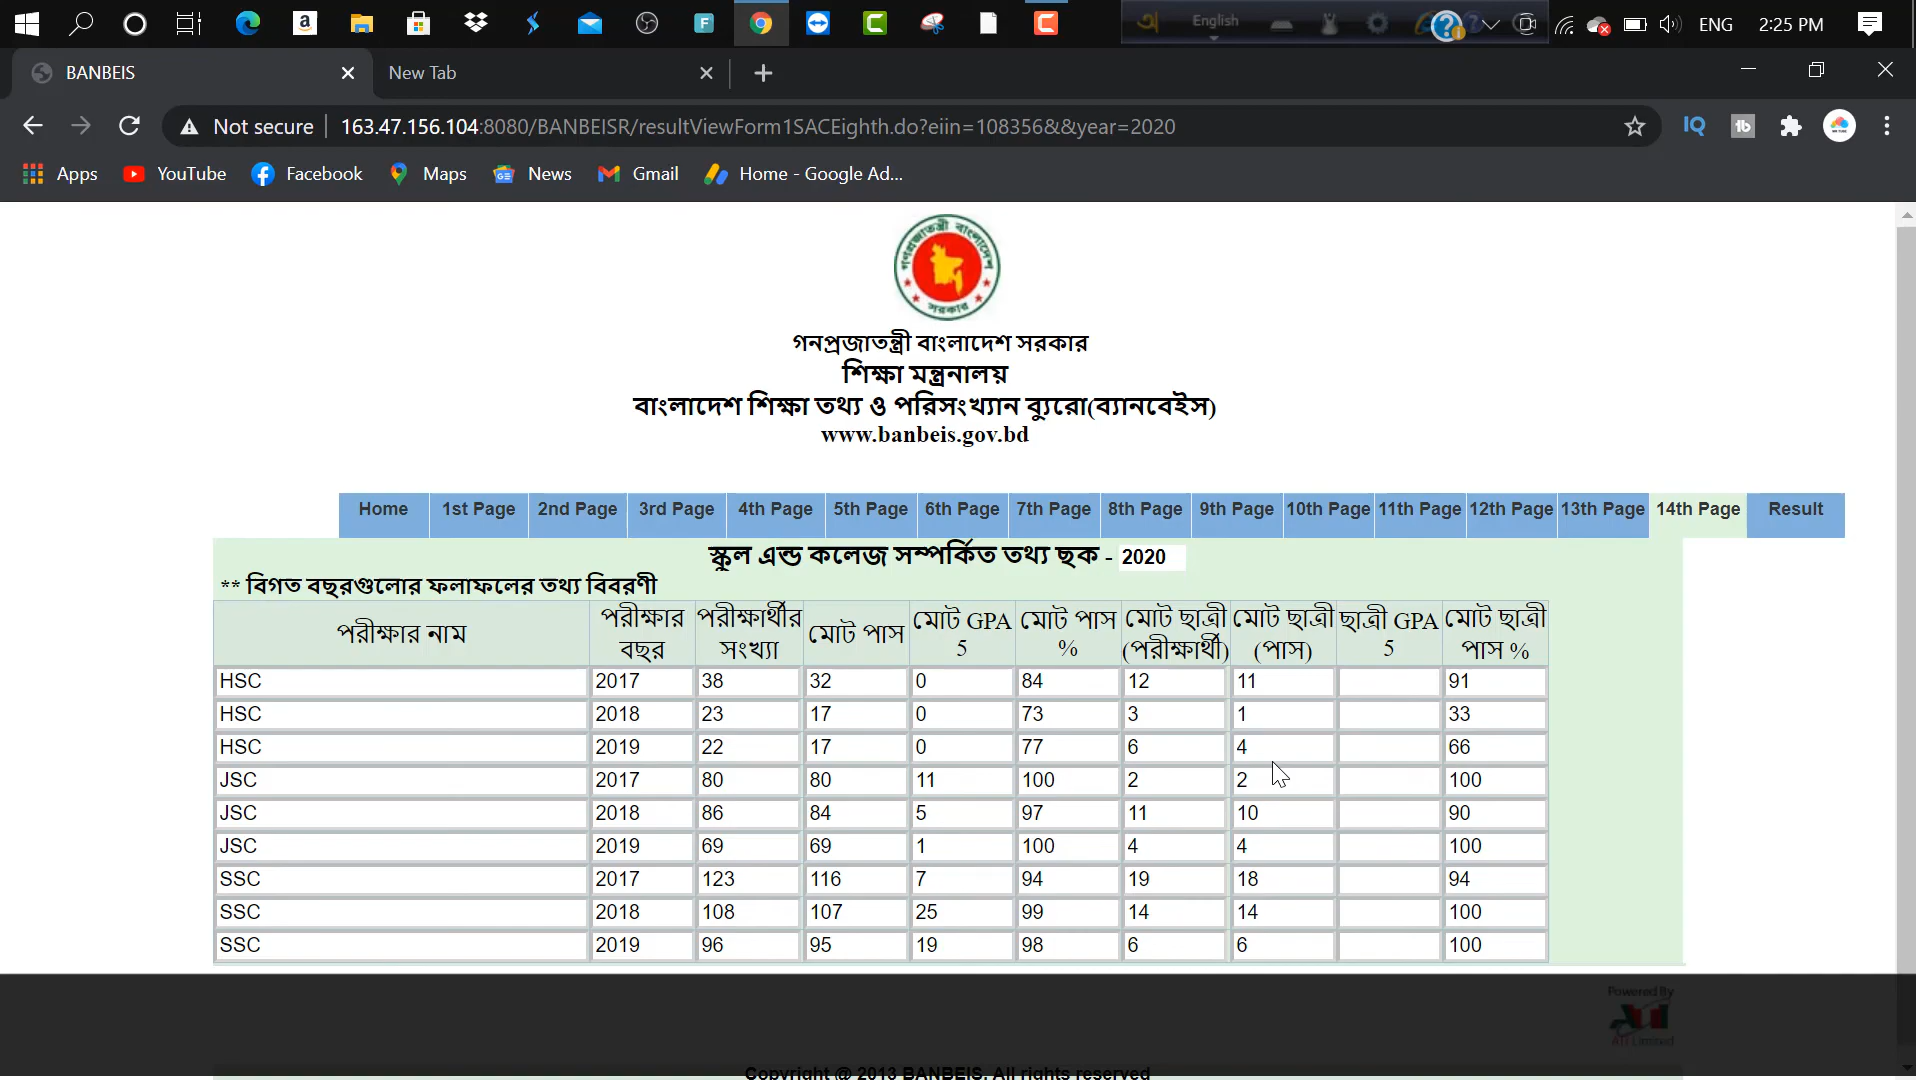 English
ENG
2:25 PM
BANBEIS
New Tab
Not secure
163.47.156.104:8080/BANBEISR/resultViewForm1SACEighth.do?eiin=108356&&year=2020
Apps YouTube Facebook Maps News Gmail Home - Google Ad...
গনপ্রজাতন্ত্রী বাংলাদেশ সরকার
শিক্ষা মন্ত্রনালয়
বাংলাদেশ শিক্ষা তথ্য ও পরিসংখ্যান ব্যুরো(ব্যানবেইস)
www.banbeis.gov.bd
Home 1st Page 2nd Page 3rd Page 4th Page 5th Page 6th Page 7th Page 8th Page 9th Page 10th Page 11th Page 12th Page 13th Page 14th Page Result
স্কুল এন্ড কলেজ সম্পর্কিত তথ্য ছক - 2020
** বিগত বছরগুলোর ফলাফলের তথ্য বিবরণী
পরীক্ষার নাম পরীক্ষার বছর পরীক্ষার্থীর সংখ্যা মোট পাস মোট GPA 5 মোট পাস % মোট ছাত্রী (পরীক্ষার্থী) মোট ছাত্রী (পাস) ছাত্রী GPA 5 মোট ছাত্রী পাস %
HSC 2017 38 32 0 84 12 11 91
HSC 2018 23 17 0 73 3 1 33
HSC 2019 22 17 0 77 6 4 66
JSC 2017 80 80 11 100 2 2 100
JSC 2018 86 84 5 97 11 10 90
JSC 2019 69 69 1 100 4 4 100
SSC 2017 123 116 7 94 19 18 94
SSC 2018 108 107 25 99 14 14 100
SSC 2019 96 95 19 98 6 6 100
Powered By
ATI Limited
Copyright @ 2013 BANBEIS. All rights reserved